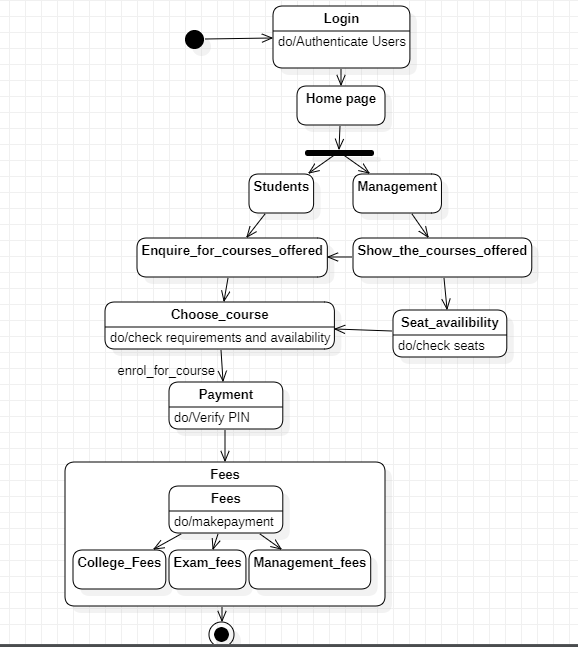 Login
do/Authenticate Users
Home page
Students
Management
Enquire_for_courses_offered
Show_the_courses_offered
Choose_course
do/check requirements and availability
Seat_availibility
do/check seats
enrol_for_course
Payment
do/Verify PIN
Fees
Fees
do/makepayment
College_Fees
Exam_fees
Management_fees